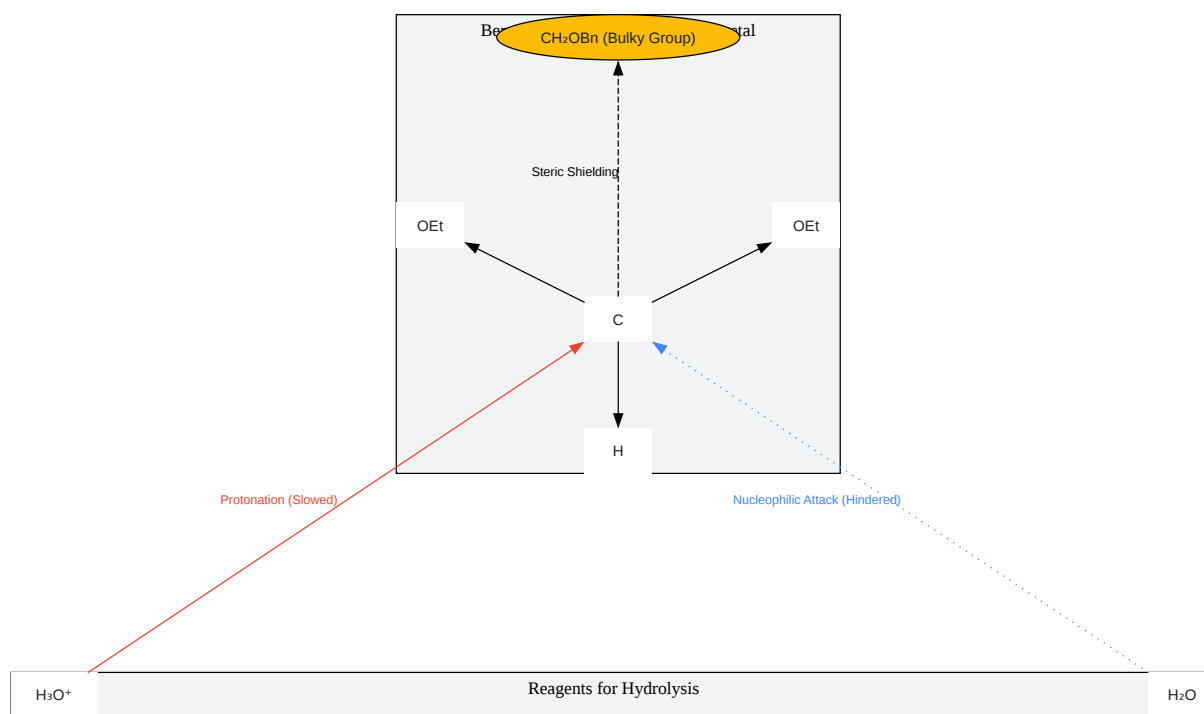 CH₂OBn (Bulky Group)
Steric Shielding
OEt
OEt
C
H
Protonation (Slowed)
Nucleophilic Attack (Hindered)
H₃O⁺
Reagents for Hydrolysis
H₂O